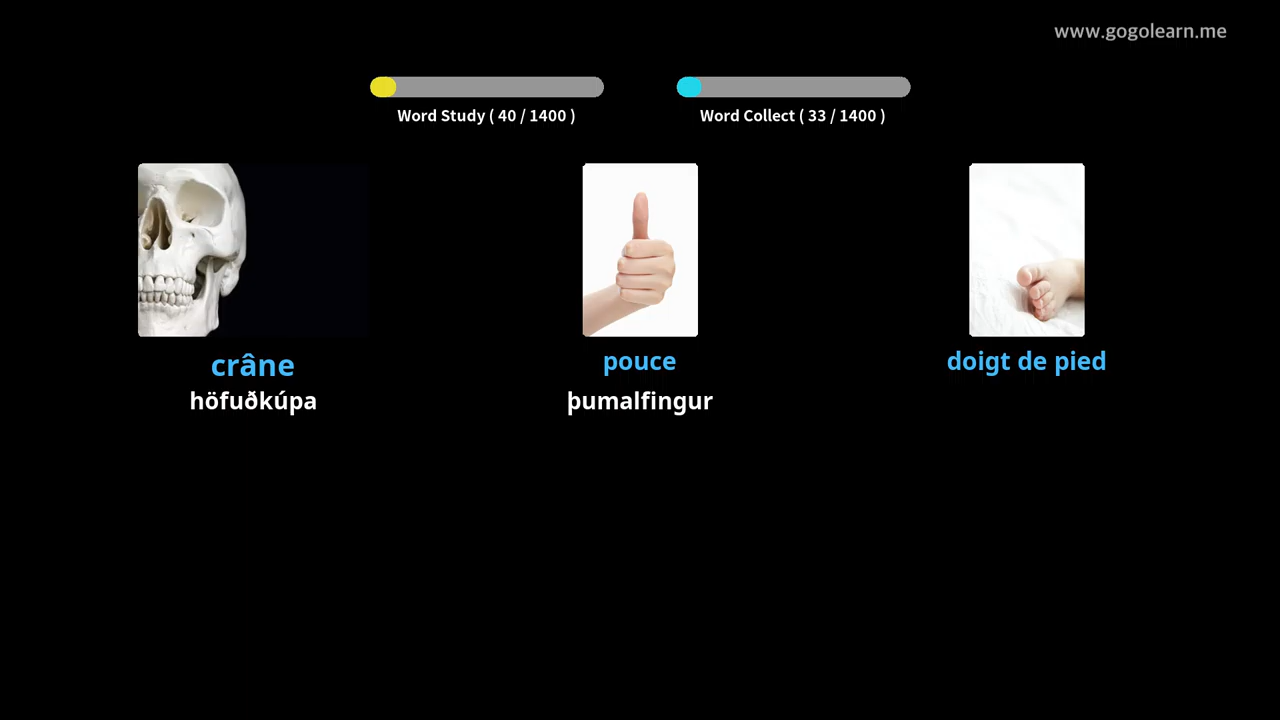 www.gogolearn.me
Word Study ( 40 / 1400 )
Word Collect ( 33 / 1400 )
crâne
höfuðkúpa
pouce
þumalfingur
doigt de pied